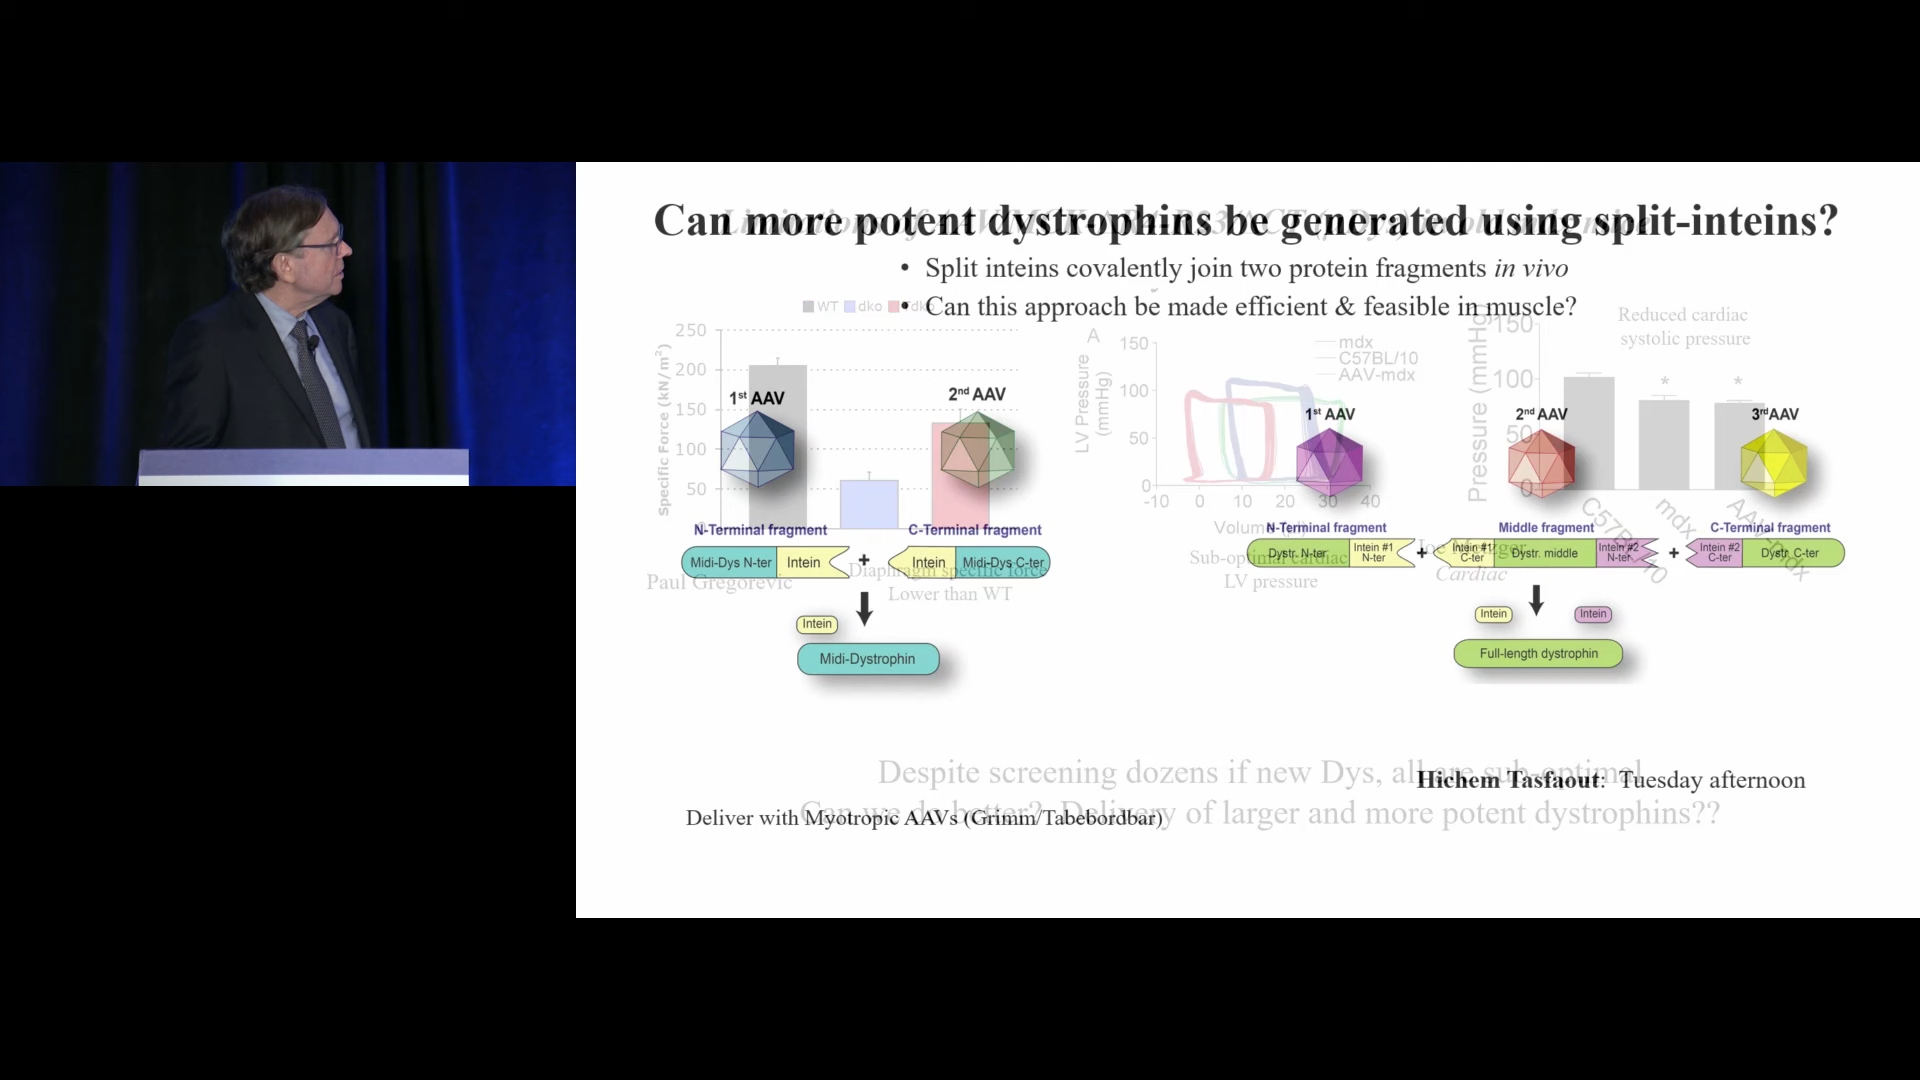 Can more potent dystrophins be generated using split-inteins?
• Split inteins covalently join two protein fragments in vivo
• Can this approach be made efficient & feasible in muscle?
WT dko
Reduced cardiac
systolic pressure
250
200
150
100
50
Specific Force (kN/m²)
A
150
100
50
0
-10 0 10 20 30 40
LV Pressure
(mmHg)
mdx
C57BL/10
AAV-mdx
Pressure (mmHg)
150
100
50
0
* *
C57BL/10
mdx
AAV-mdx
1st AAV
2nd AAV
N-Terminal fragment
C-Terminal fragment
Midi-Dys N-ter Intein + Intein Midi-Dys C-ter
Paul Gregorevic
Diaphragm specific force
Lower than WT
Intein
Midi-Dystrophin
1st AAV
2nd AAV
3rd AAV
N-Terminal fragment
Middle fragment
C-Terminal fragment
Dystr. N-ter Intein #1 N-ter + Intein #1 C-ter Dystr. middle Intein #2 N-ter + Intein #2 C-ter Dystr. C-ter
Sub-optimal cardiac
LV pressure
Joe Metzger
Cardiac
Intein
Intein
Full-length dystrophin
Despite screening dozens if new Dys, all are sub-optimal
Hichem Tasfaout: Tuesday afternoon
Can we do better? Delivery of larger and more potent dystrophins??
Deliver with Myotropic AAVs (Grimm/Tabebordbar)